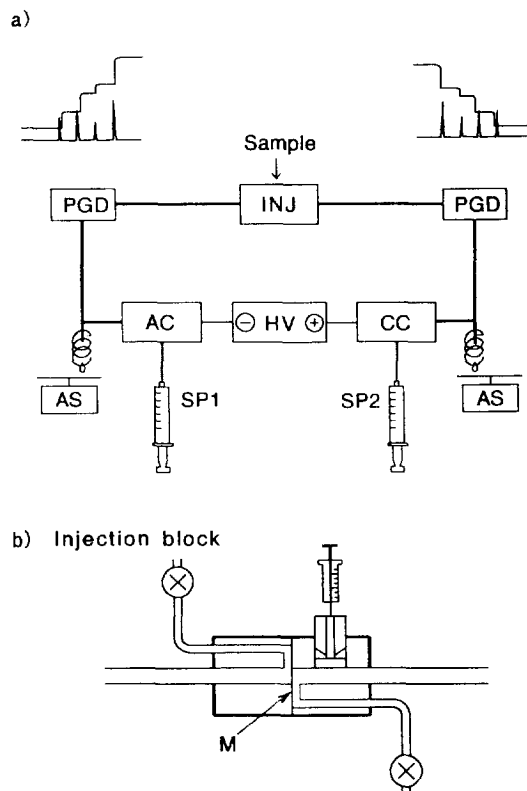 a)
Sample
PGD INJ PGD
AC − HV + CC
AS SP1 SP2 AS
b) Injection block
M